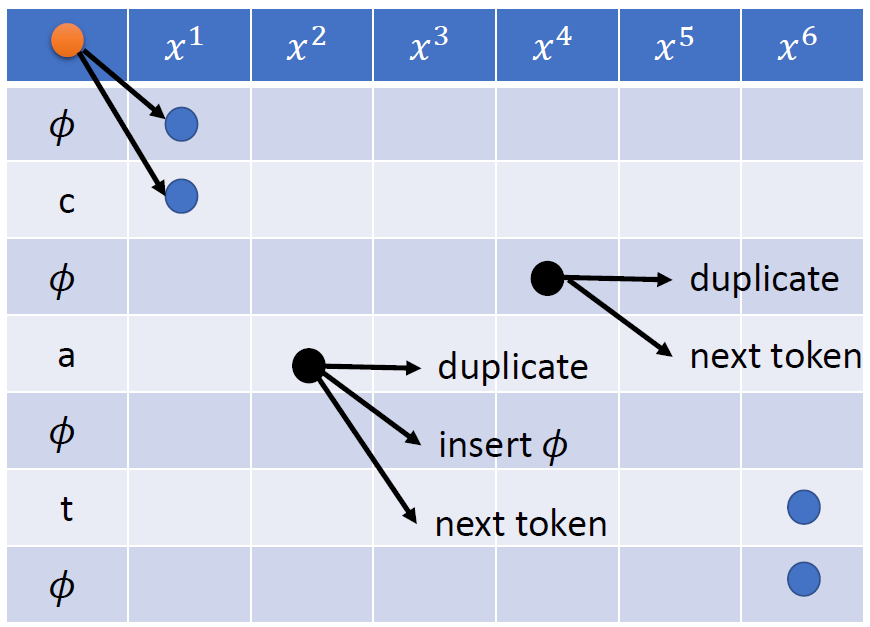 x¹ x² x³ x⁴ x⁵ x⁶
ϕ
c
ϕ duplicate
a next token
duplicate
ϕ insert ϕ
t next token
ϕ